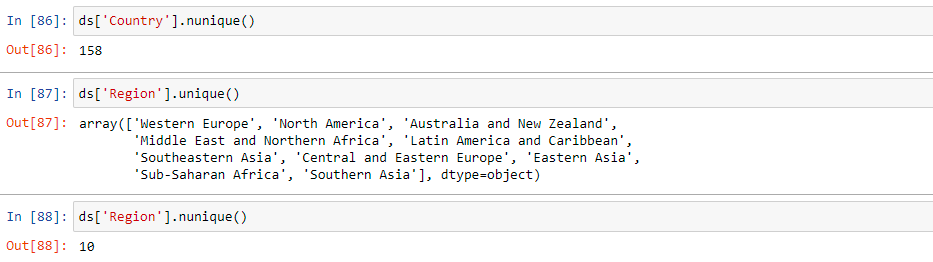 In [86]: ds['Country'].nunique()
Out[86]: 158
In [87]: ds['Region'].unique()
Out[87]: array(['Western Europe', 'North America', 'Australia and New Zealand',
'Middle East and Northern Africa', 'Latin America and Caribbean',
'Southeastern Asia', 'Central and Eastern Europe', 'Eastern Asia',
'Sub-Saharan Africa', 'Southern Asia'], dtype=object)
In [88]: ds['Region'].nunique()
Out[88]: 10